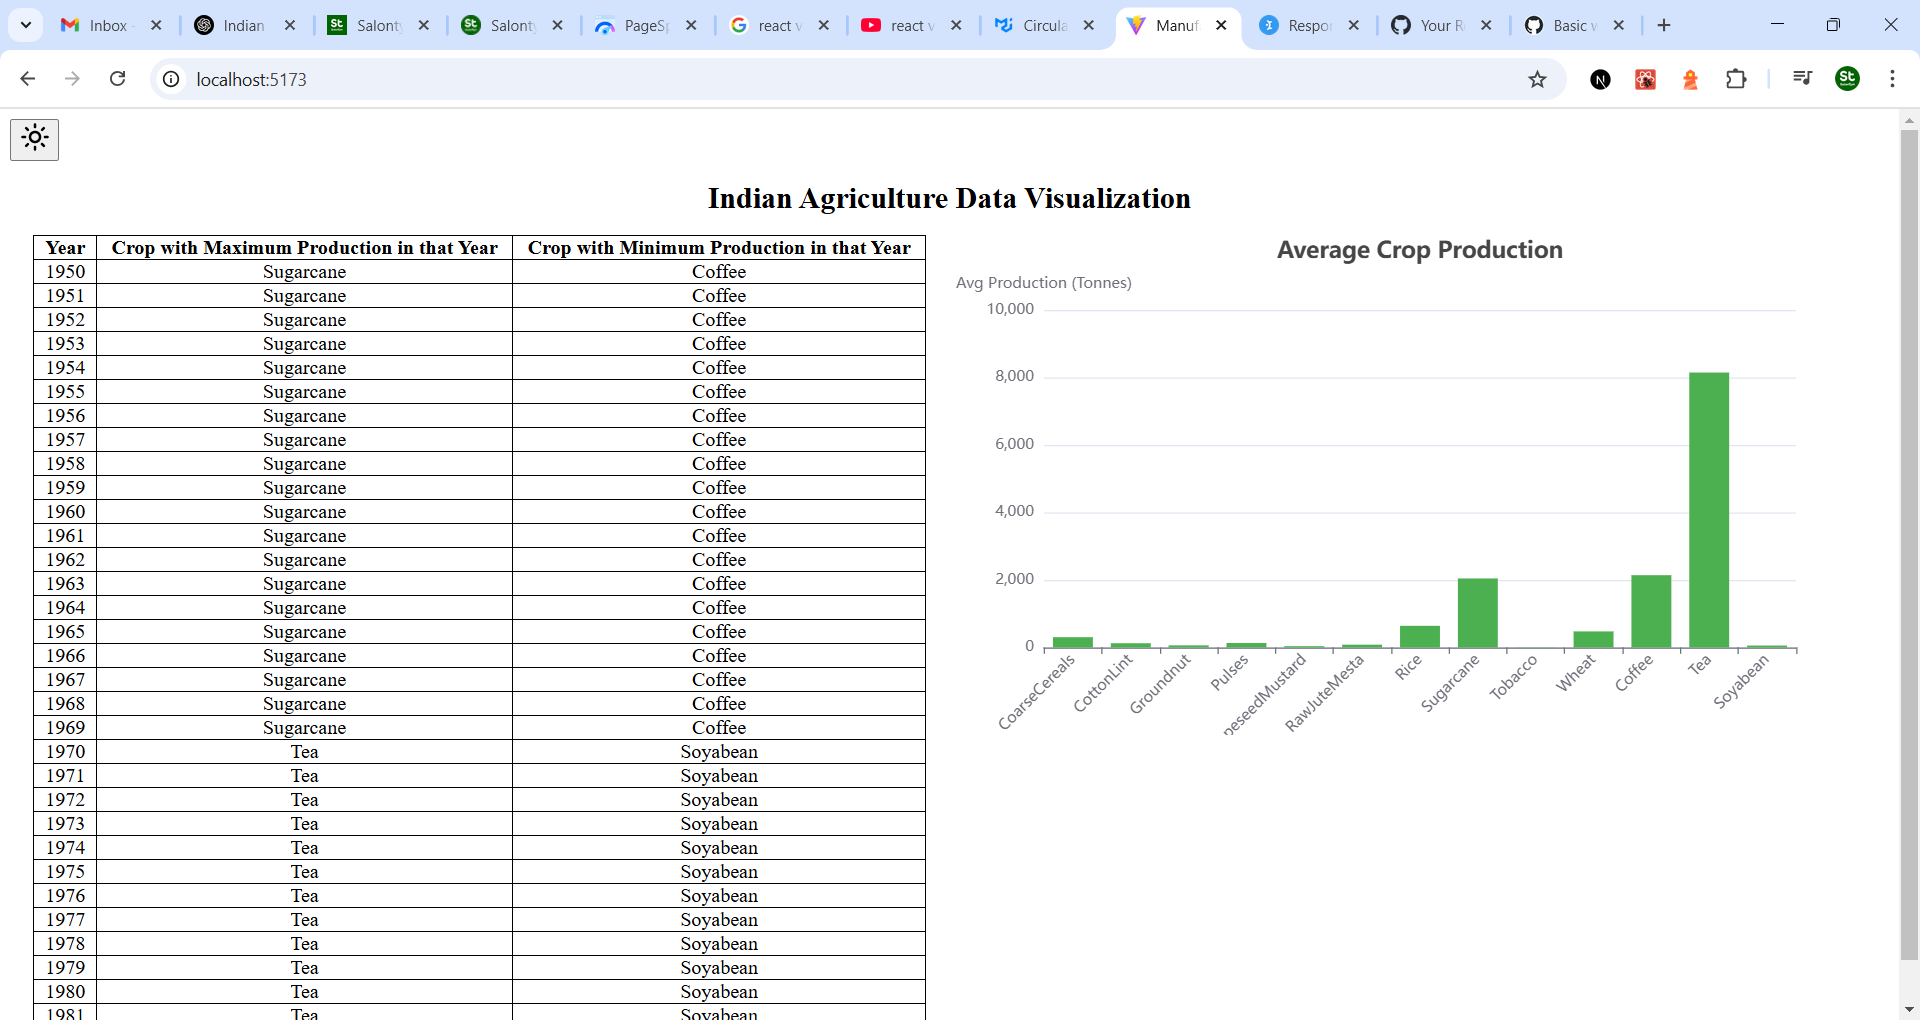 Inbox
Indian
Salonty
Salonty
PageSp
react v
react v
Circula
Manuf
Respo
Your R
Basic v
localhost:5173
Indian Agriculture Data Visualization
Year Crop with Maximum Production in that Year Crop with Minimum Production in that Year
1950 Sugarcane Coffee
1951 Sugarcane Coffee
1952 Sugarcane Coffee
1953 Sugarcane Coffee
1954 Sugarcane Coffee
1955 Sugarcane Coffee
1956 Sugarcane Coffee
1957 Sugarcane Coffee
1958 Sugarcane Coffee
1959 Sugarcane Coffee
1960 Sugarcane Coffee
1961 Sugarcane Coffee
1962 Sugarcane Coffee
1963 Sugarcane Coffee
1964 Sugarcane Coffee
1965 Sugarcane Coffee
1966 Sugarcane Coffee
1967 Sugarcane Coffee
1968 Sugarcane Coffee
1969 Sugarcane Coffee
1970 Tea Soyabean
1971 Tea Soyabean
1972 Tea Soyabean
1973 Tea Soyabean
1974 Tea Soyabean
1975 Tea Soyabean
1976 Tea Soyabean
1977 Tea Soyabean
1978 Tea Soyabean
1979 Tea Soyabean
1980 Tea Soyabean
1981 Tea Soyabean
Average Crop Production
Avg Production (Tonnes)
10,000
8,000
6,000
4,000
2,000
0
CoarseCereals
CottonLint
Groundnut
Pulses
peseedMustard
RawJuteMesta
Rice
Sugarcane
Tobacco
Wheat
Coffee
Tea
Soyabean